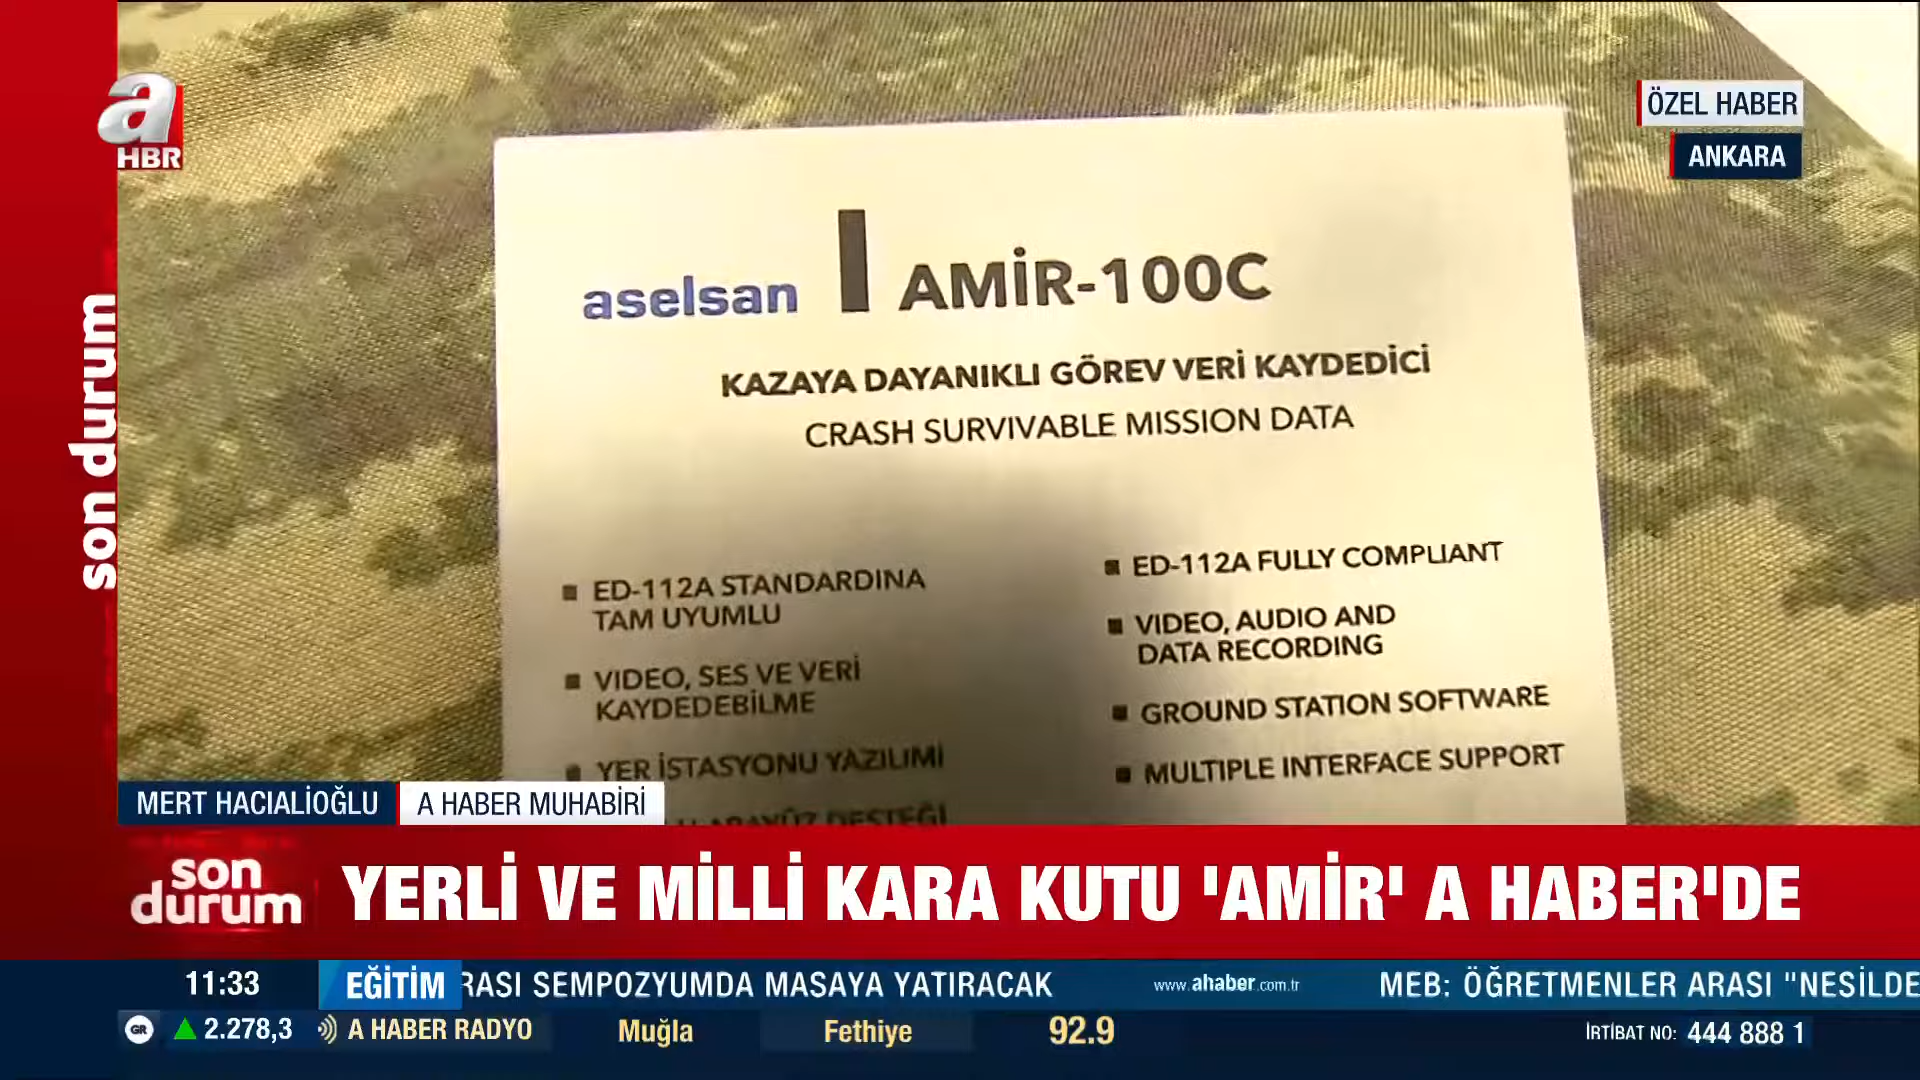 a
HBR
ÖZEL HABER
ANKARA
son durum
aselsan
AMİR-100C
KAZAYA DAYANIKLI GÖREV VERİ KAYDEDİCİ
CRASH SURVIVABLE MISSION DATA
ED-112A STANDARDINA
TAM UYUMLU
VIDEO, SES VE VERİ
KAYDEDEBİLME
YER İSTASYONU YAZILIMI
ARAYÜZ DESTEĞİ
ED-112A FULLY COMPLIANT
VIDEO, AUDIO AND
DATA RECORDING
GROUND STATION SOFTWARE
MULTIPLE INTERFACE SUPPORT
MERT HACIALİOĞLU
A HABER MUHABİRİ
son
durum
YERLİ VE MİLLİ KARA KUTU 'AMİR' A HABER'DE
11:33
EĞİTİM
RASI SEMPOZYUMDA MASAYA YATIRACAK
www.ahaber.com.tr
MEB: ÖĞRETMENLER ARASI "NESİLDE
GR
2.278,3
A HABER RADYO
Muğla
Fethiye
92.9
İRTİBAT NO: 444 888 1